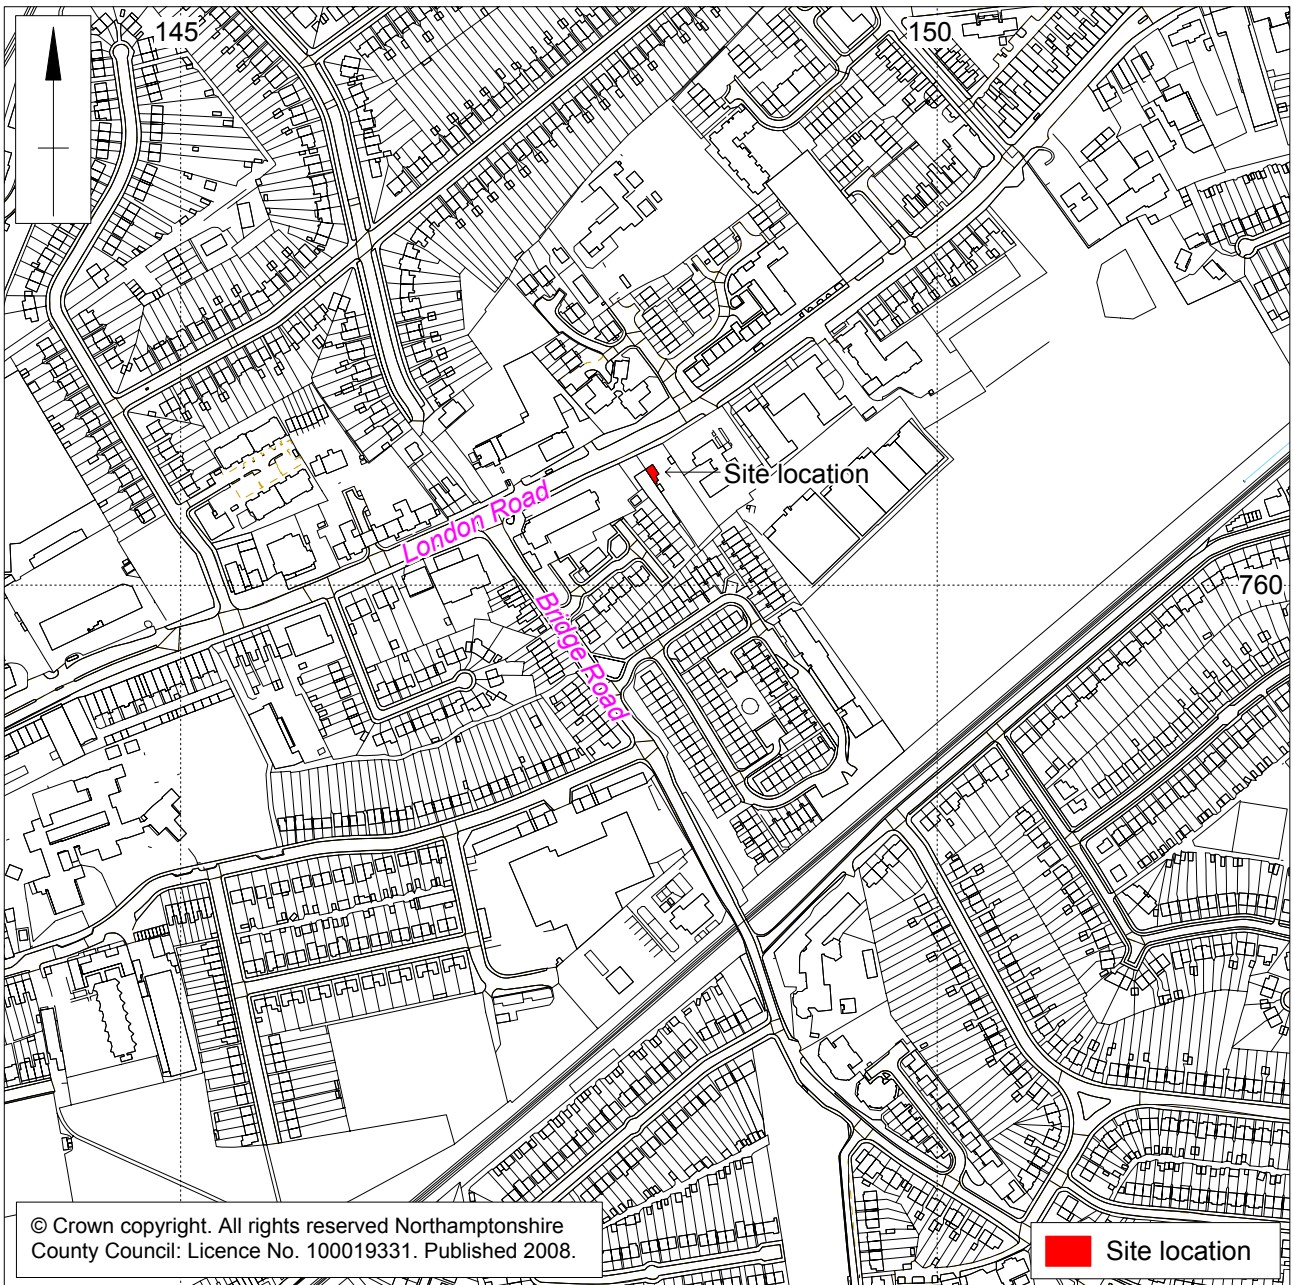 145
150
Site location
London Road
760
Bridge Road
© Crown copyright. All rights reserved Northamptonshire
County Council: Licence No. 100019331. Published 2008.
Site location